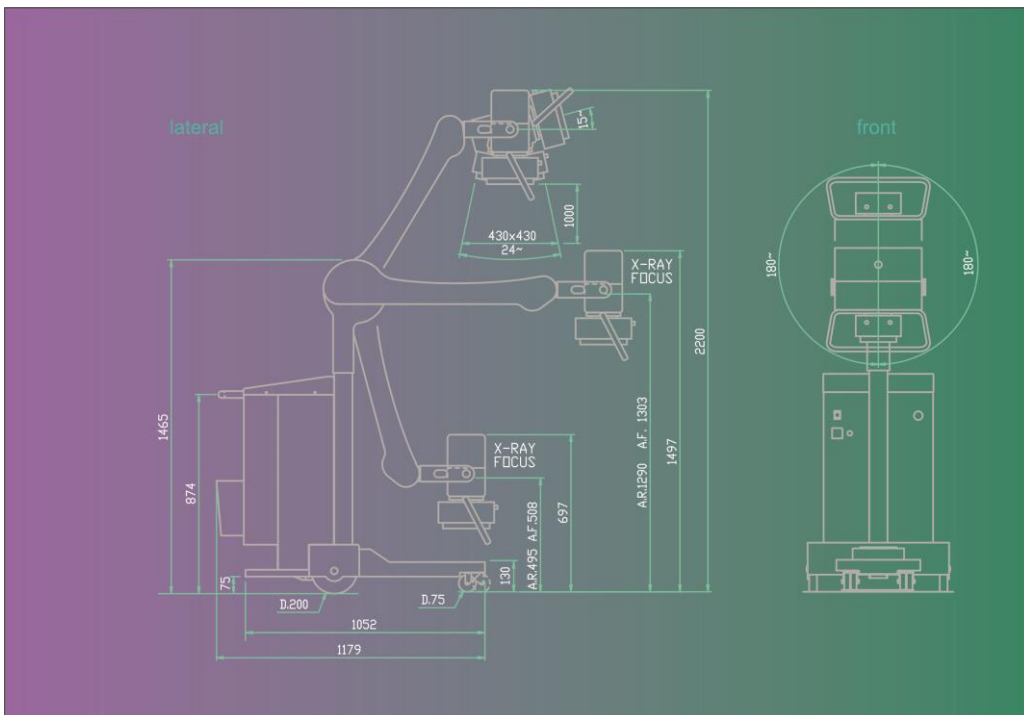 lateral
front
15~
1000
430x430
24~
X-RAY
FOCUS
180~
180~
2200
1465
A.R.1290 A.F. 1303
1497
874
X-RAY
FOCUS
A.R.495 A.F.508
697
75
130
D.200
D.75
1052
1179